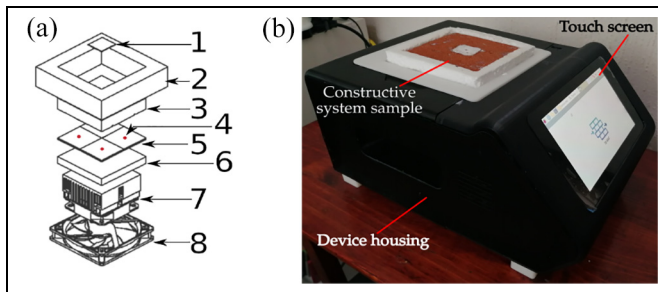 (a)
1
2
3
4
5
6
7
8
(b)
Touch screen
Constructive
system sample
Device housing